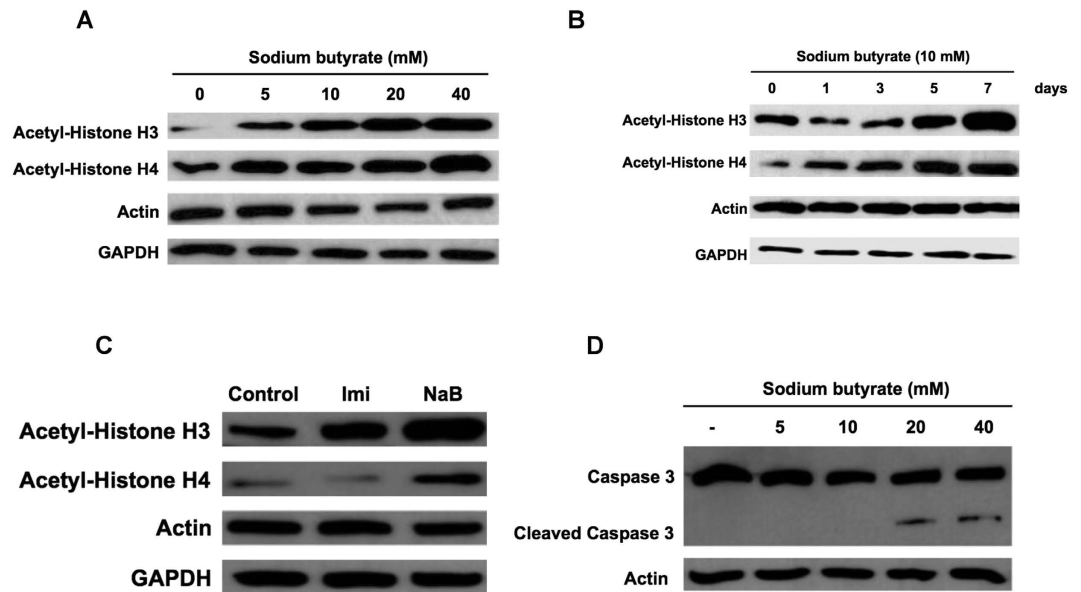 A
Sodium butyrate (mM)
0 5 10 20 40
Acetyl-Histone H3
Acetyl-Histone H4
Actin
GAPDH
B
Sodium butyrate (10 mM)
0 1 3 5 7 days
Acetyl-Histone H3
Acetyl-Histone H4
Actin
GAPDH
C
Control Imi NaB
Acetyl-Histone H3
Acetyl-Histone H4
Actin
GAPDH
D
Sodium butyrate (mM)
- 5 10 20 40
Caspase 3
Cleaved Caspase 3
Actin